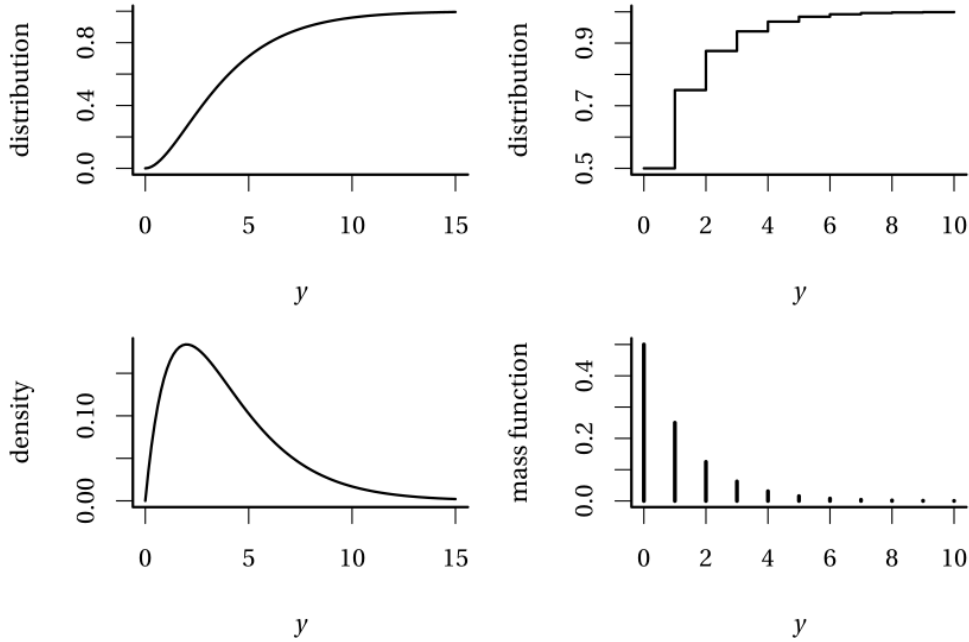 distribution
0.0 0.4 0.8
0 5 10 15
y
distribution
0.5 0.7 0.9
0 2 4 6 8 10
y
density
0.00 0.10
0 5 10 15
y
mass function
0.0 0.2 0.4
0 2 4 6 8 10
y